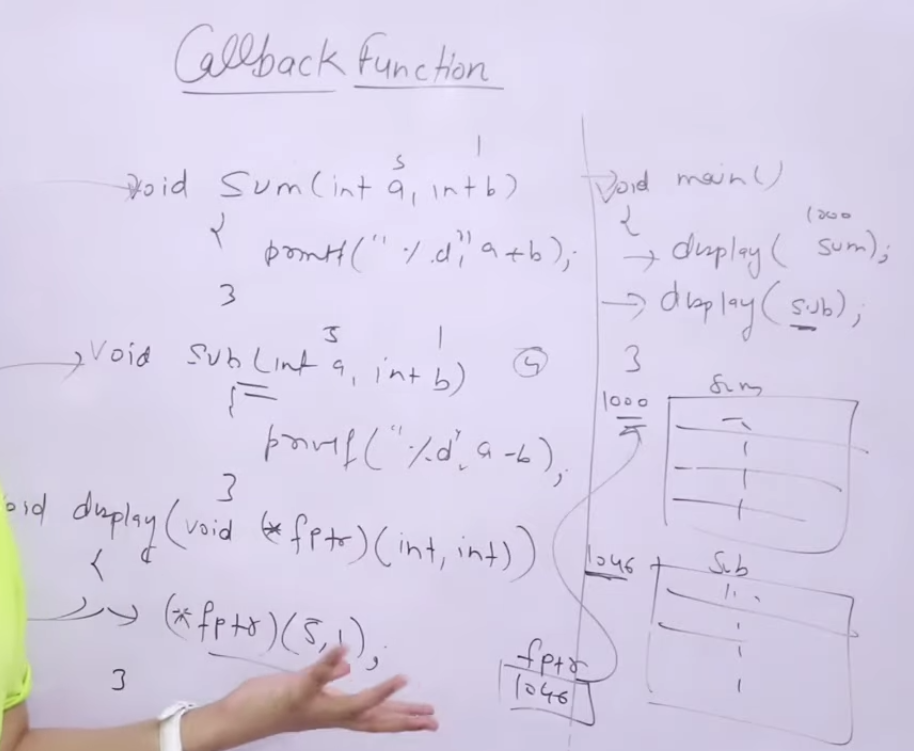 Callback Function
void sum(int a, int b)
5 1
{
printf("%d", a+b);
}
void sub(int a, int b)
5 1
{
4
printf("%d", a-b);
}
oid display(void (*fptr)(int, int))
{
(*fptr)(5,1);
}
void main()
{
1000
display(sum);
display(sub);
}
sum
1000
sub
1046
fptr
1046